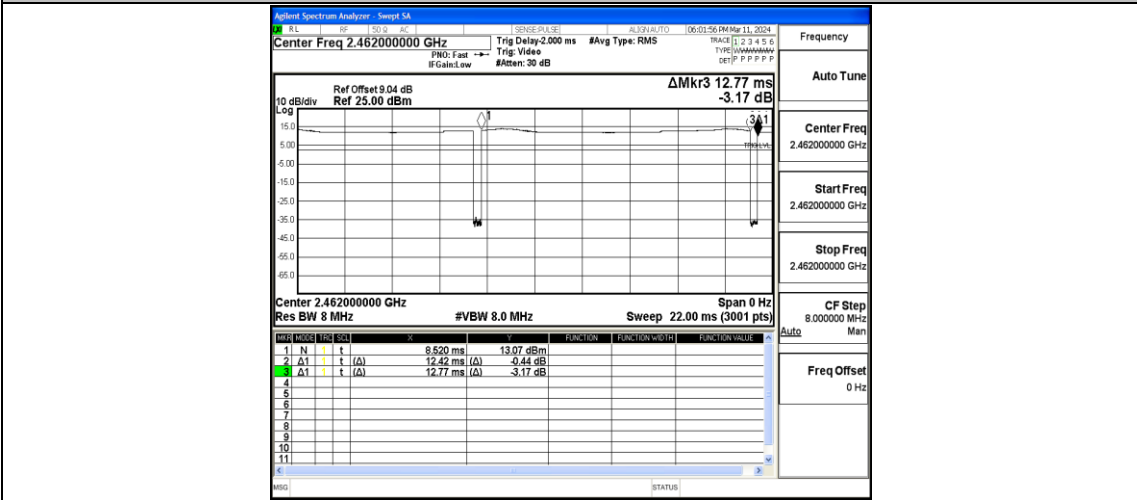 Agilent Spectrum Analyzer - Swept SA
RL RF 50 Ω AC SENSE:PULSE ALIGN AUTO 06:01:56 PM Mar 11, 2024
Center Freq 2.462000000 GHz
PNO: Fast
IFGain:Low
Trig Delay-2.000 ms
Trig: Video
#Atten: 30 dB
#Avg Type: RMS
TRACE 1 2 3 4 5 6
TYPE
DET P P P P P P
Ref Offset 9.04 dB
10 dB/div Ref 25.00 dBm
Log
ΔMkr3 12.77 ms
-3.17 dB
15.0
5.00
-5.00
-15.0
-25.0
-35.0
-45.0
-55.0
-65.0
1
TRIG LVL
Center 2.462000000 GHz Span 0 Hz
Res BW 8 MHz #VBW 8.0 MHz Sweep 22.00 ms (3001 pts)
MKR MODE TRC SCL X Y FUNCTION FUNCTION WIDTH FUNCTION VALUE
1 N 1 t 8.520 ms 13.07 dBm
2 Δ1 1 t (Δ) 12.42 ms (Δ) -0.44 dB
3 Δ1 1 t (Δ) 12.77 ms (Δ) -3.17 dB
4
5
6
7
8
9
10
11
MSG STATUS
Frequency
Auto Tune
Center Freq
2.462000000 GHz
Start Freq
2.462000000 GHz
Stop Freq
2.462000000 GHz
CF Step
8.000000 MHz
Auto Man
Freq Offset
0 Hz